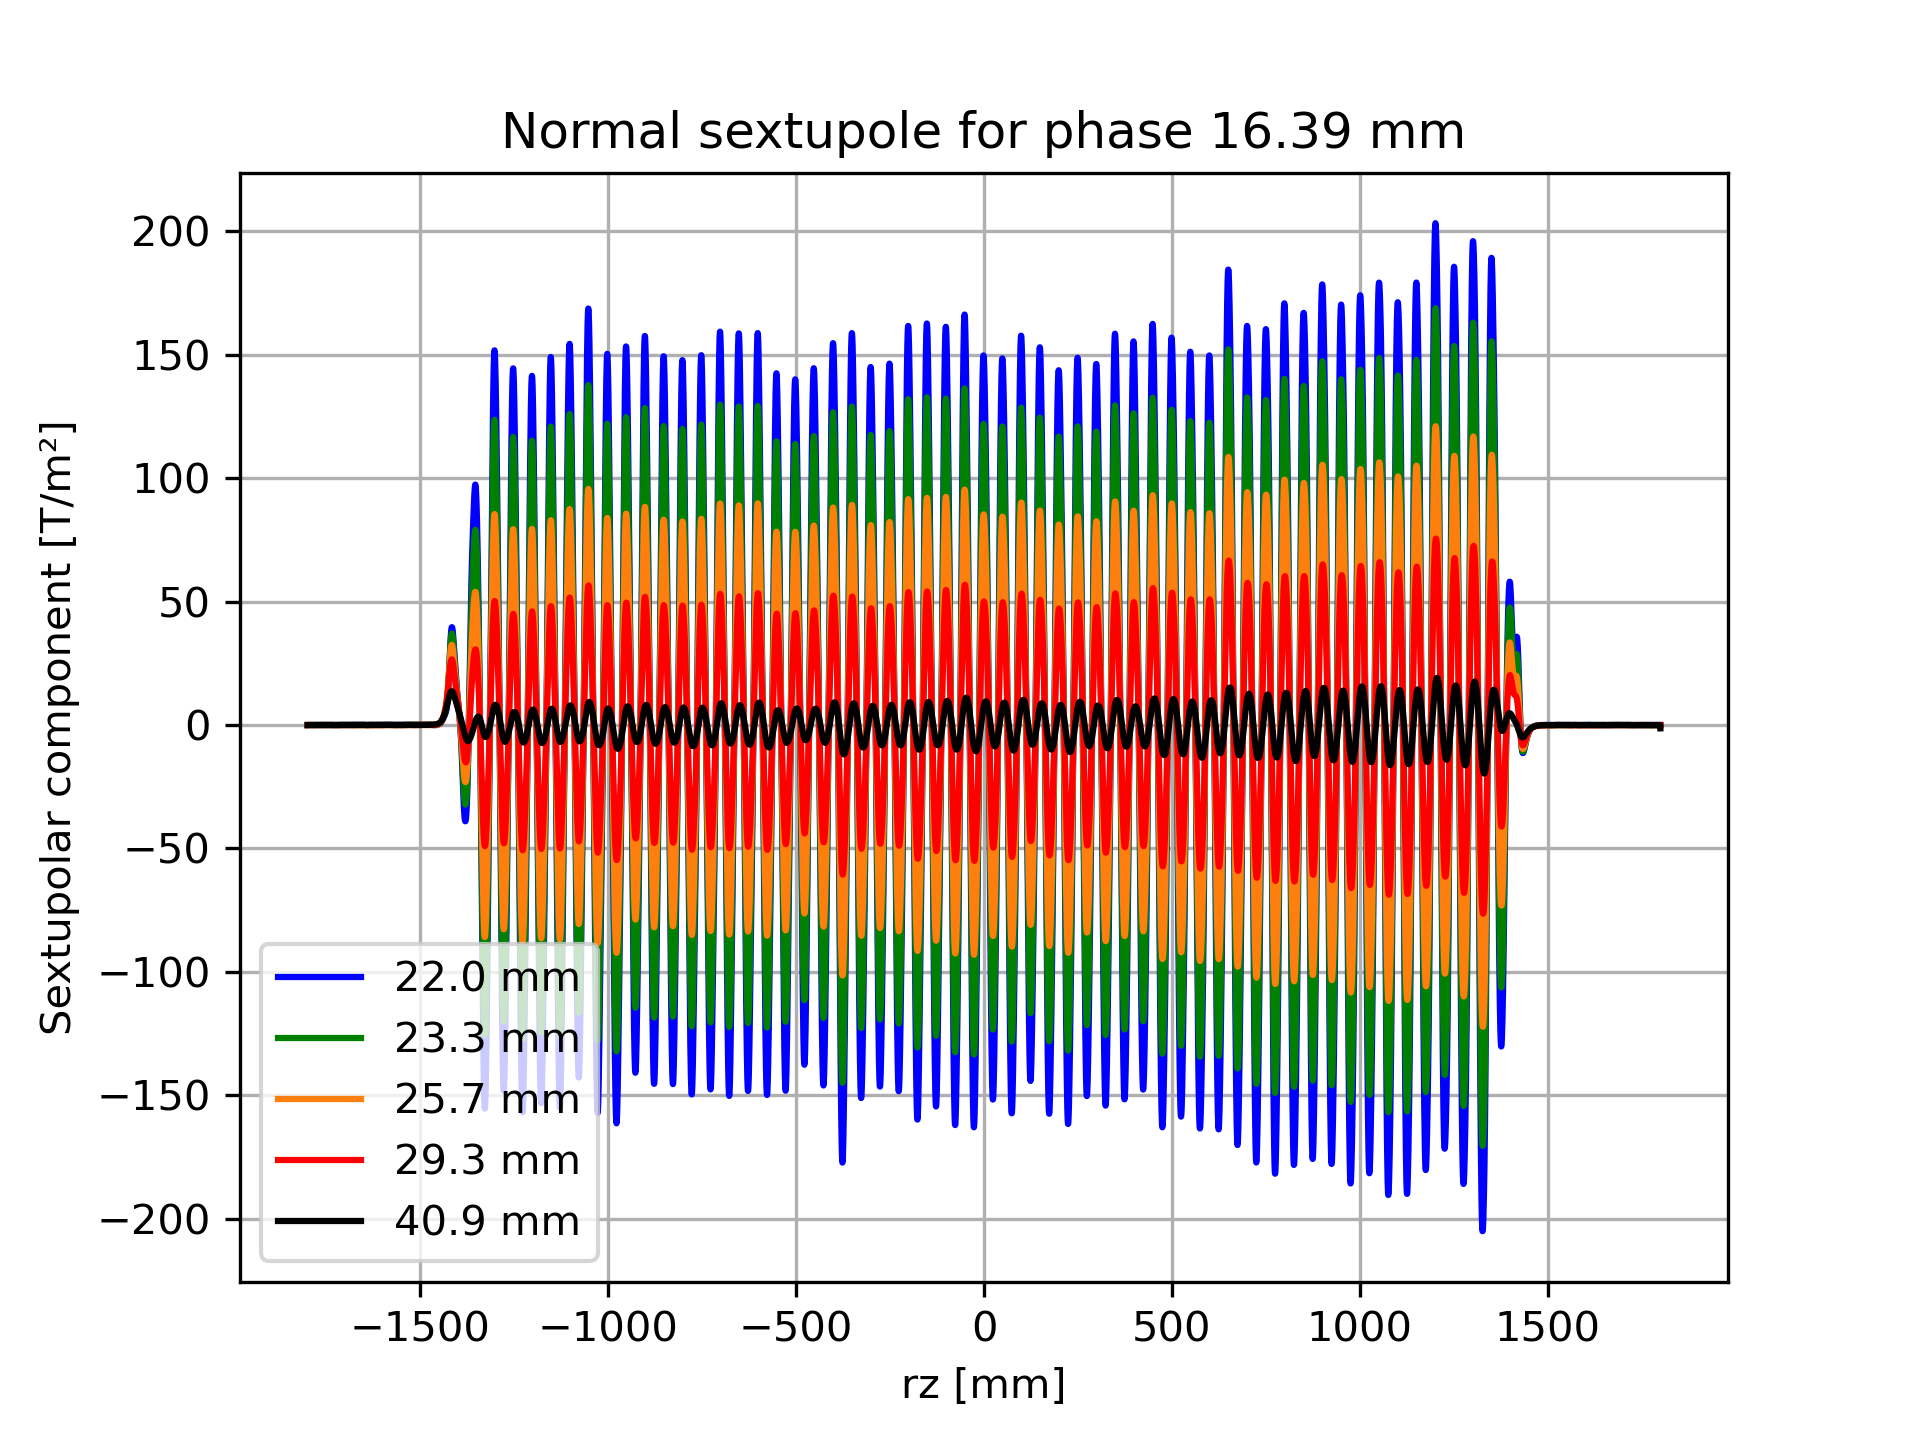 Normal sextupole for phase 16.39 mm
Sextupolar component [T/m²]
200
150
100
50
0
−50
−100
−150
−200
22.0 mm
23.3 mm
25.7 mm
29.3 mm
40.9 mm
−1500 −1000 −500 0 500 1000 1500
rz [mm]